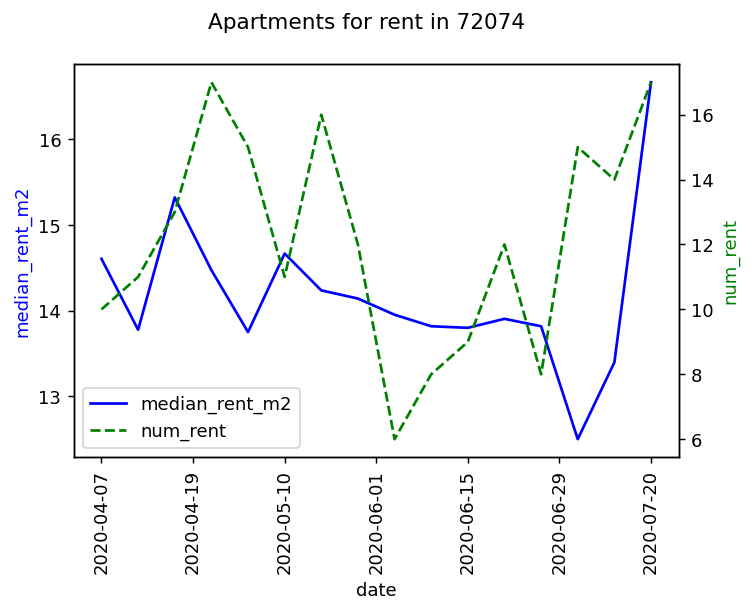 Apartments for rent in 72074
median_rent_m2
16
15
14
13
16
14
12
10
8
6
num_rent
median_rent_m2
num_rent
2020-04-07
2020-04-19
2020-05-10
2020-06-01
2020-06-15
2020-06-29
2020-07-20
date